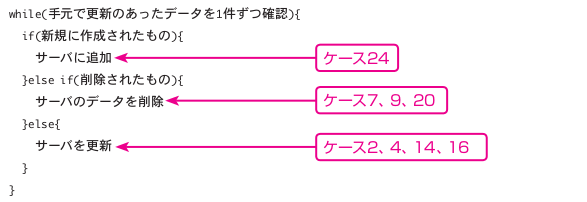 while(手元で更新のあったデータを1件ずつ確認){
if(新規に作成されたもの){
サーバに追加 ケース24
}else if(削除されたもの){
サーバのデータを削除 ケース7、9、20
}else{
サーバを更新 ケース2、4、14、16
}
}